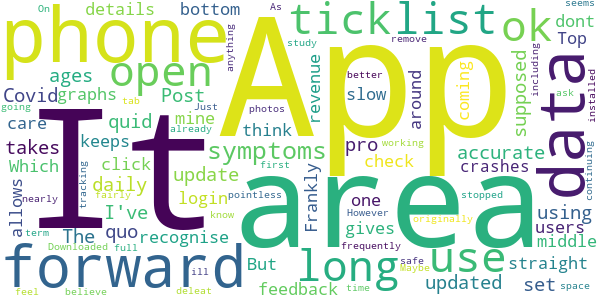 On details bottom anything tick list ok As seems
phone App study remove dont Top
ages open revenue better supposed including installed
Covid graphs Post Just slow around coming data ask
care quid mine photos
takes keeps It think pro check accurate
Which click symptoms one crashes
allows daily update already area gives using continuing
nearly tracking I've login first Frankly working users
The quo pointless However stopped middle
term fairly recognise know originally
Downloaded full But long frequently use straight
forward safe Maybe updated set space
feel believe ill deleat feedback time
going tab